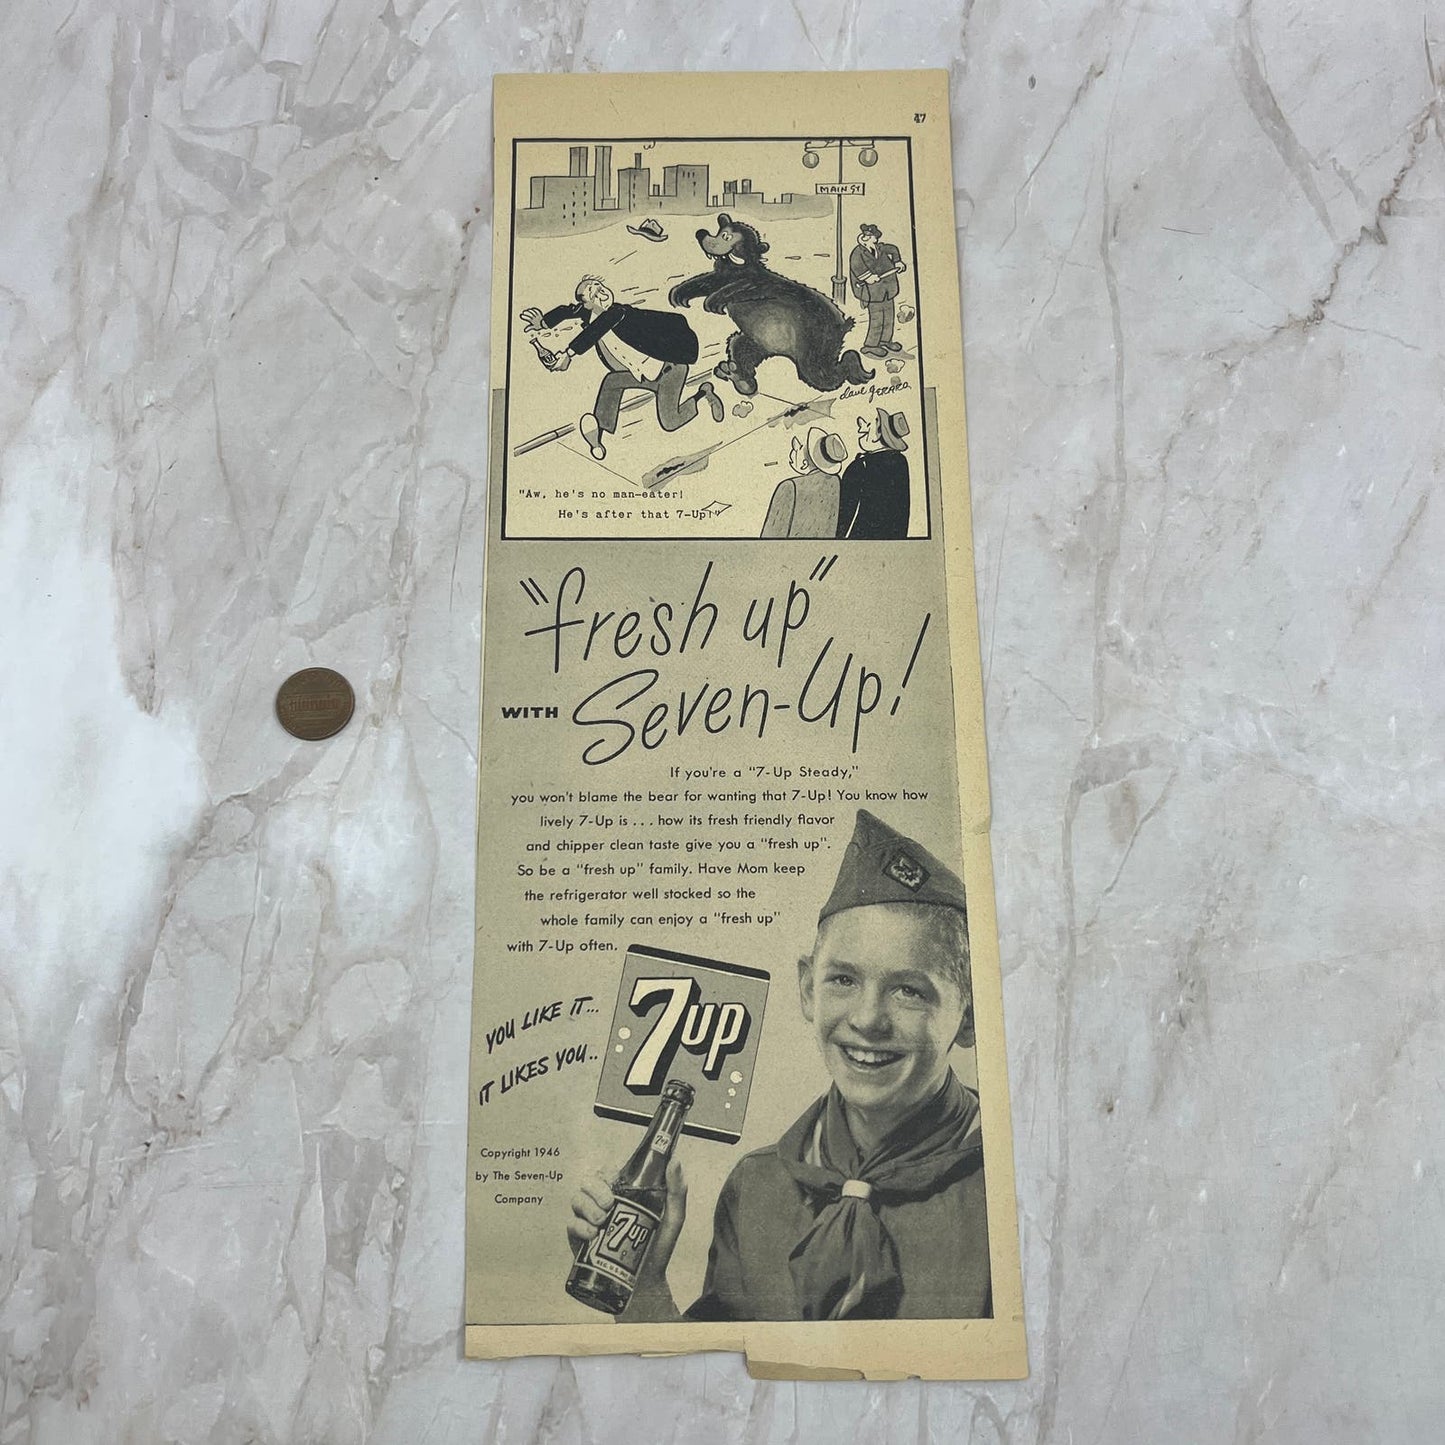 47
MAIN ST
Dave GERARD
"Aw, he's no man-eater!
He's after that 7-Up!"
"fresh up"
WITH Seven-Up!
If you're a "7-Up Steady,"
you won't blame the bear for wanting that 7-Up! You know how
lively 7-Up is . . . how its fresh friendly flavor
and chipper clean taste give you a "fresh up".
So be a "fresh up" family. Have Mom keep
the refrigerator well stocked so the
whole family can enjoy a "fresh up"
with 7-Up often.
YOU LIKE IT...
IT LIKES YOU..
7up
Copyright 1946
by The Seven-Up
Company
7up
7up